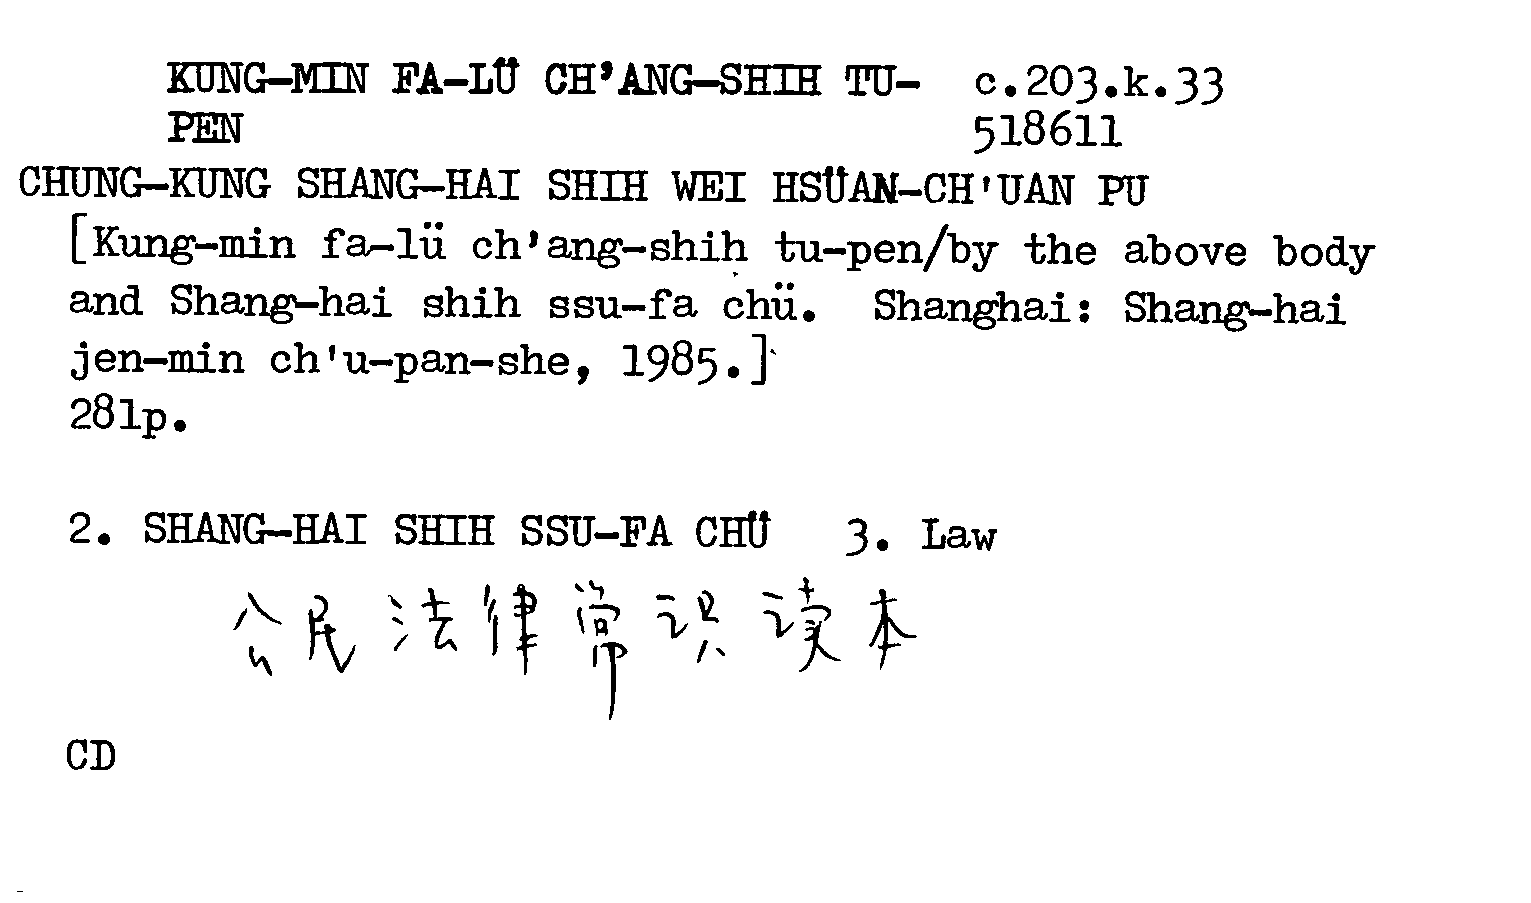 KUNG-MIN FA-LÜ CH'ANG-SHIH TU- c.203.k.33
PEN 518611
CHUNG-KUNG SHANG-HAI SHIH WEI HSÜAN-CH'UAN PU
[Kung-min fa-lü ch'ang-shih tu-pen/by the above body
and Shang-hai shih ssu-fa chü. Shanghai: Shang-hai
jen-min ch'u-pan-she, 1985.]
281p.
2. SHANG-HAI SHIH SSU-FA CHÜ 3. Law
公民法律常识读本
CD